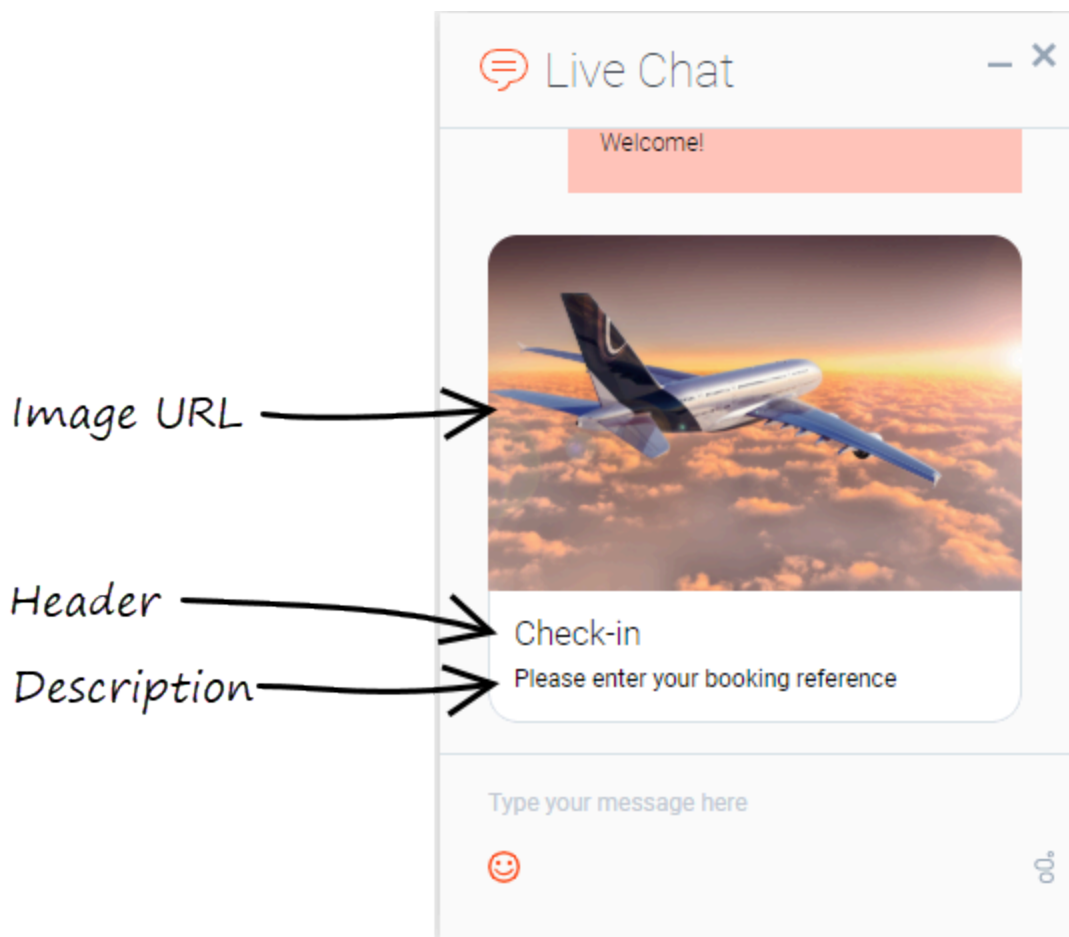 Live Chat
Welcome!
Image URL
Header
Check-in
Description
Please enter your booking reference
Type your message here